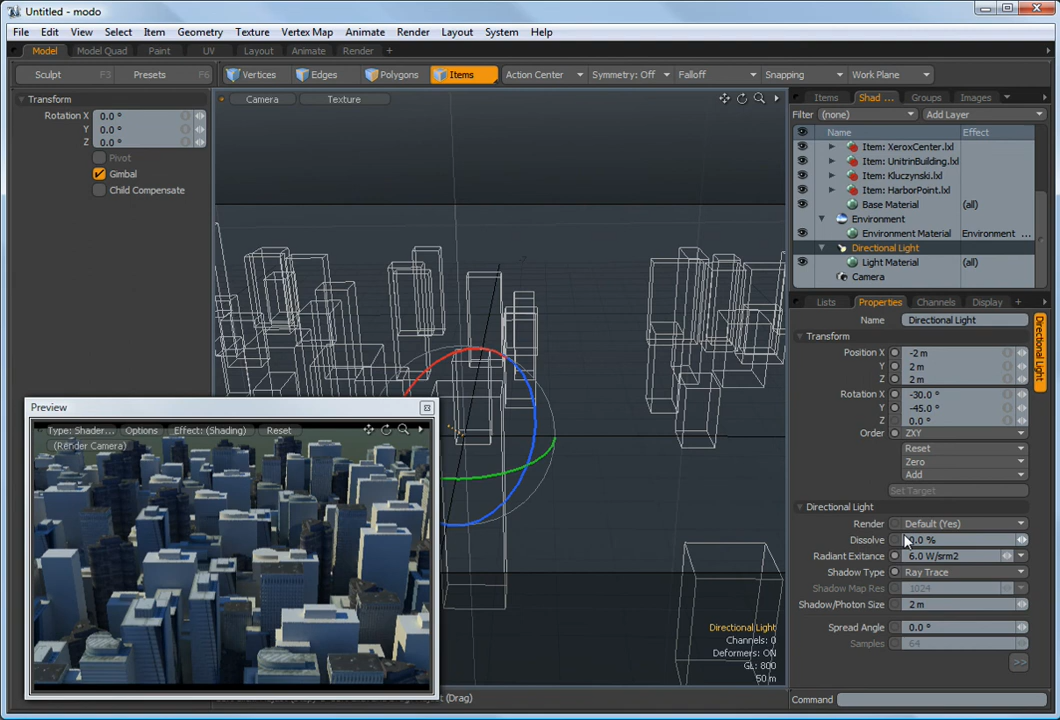 Untitled - modo
File Edit View Select Item Geometry Texture Vertex Map Animate Render Layout System Help
Model Model Quad Paint UV Layout Animate Render
Sculpt F3 Presets F6 Vertices Edges Polygons Items Action Center Symmetry: Off Falloff Snapping Work Plane
Transform
Rotation X 0.0 °
Y 0.0 °
Z 0.0 °
Pivot
Gimbal
Child Compensate
Camera Texture
Directional Light
Channels: 0
Deformers: ON
GL: 800
50 m
(Drag)
Preview
Type: Shader... Options Effect: (Shading) Reset
(Render Camera)
Items Shad ... Groups Images
Filter (none) Add Layer
Name Effect
Item: XeroxCenter.lxl
Item: UnitrinBuilding.lxl
Item: Kluczynski.lxl
Item: HarborPoint.lxl
Base Material (all)
Environment
Environment Material Environment ...
Directional Light
Light Material (all)
Camera
Lists Properties Channels Display +
Name Directional Light
Directional Light
Transform
Position X -2 m
Y 2 m
Z 2 m
Rotation X -30.0 °
Y -45.0 °
Z 0.0 °
Order ZXY
Reset
Zero
Add
Set Target
Directional Light
Render Default (Yes)
Dissolve 0.0 %
Radiant Exitance 6.0 W/srm2
Shadow Type Ray Trace
Shadow Map Res 1024
Shadow/Photon Size 2 m
Spread Angle 0.0 °
Samples 64
>>
Command